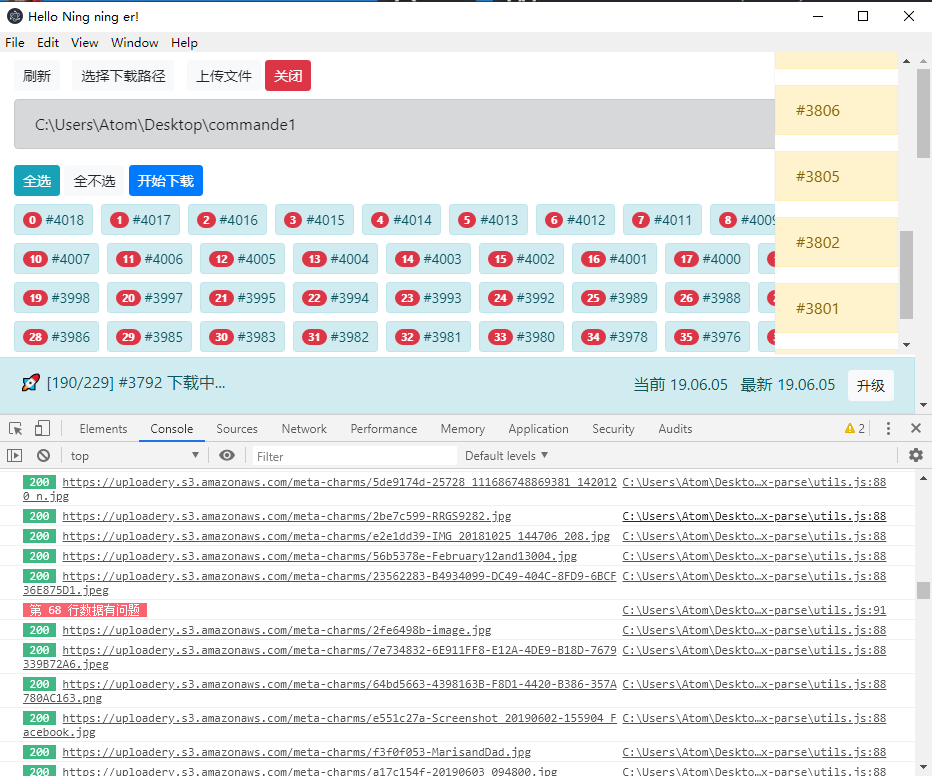 Hello Ning ning er!
File Edit View Window Help
刷新 选择下载路径 上传文件 关闭
C:\Users\Atom\Desktop\commande1
#3806
#3805
#3802
#3801
全选 全不选 开始下载
0 #4018 1 #4017 2 #4016 3 #4015 4 #4014 5 #4013 6 #4012 7 #4011 8 #4009
10 #4007 11 #4006 12 #4005 13 #4004 14 #4003 15 #4002 16 #4001 17 #4000
19 #3998 20 #3997 21 #3995 22 #3994 23 #3993 24 #3992 25 #3989 26 #3988
28 #3986 29 #3985 30 #3983 31 #3982 32 #3981 33 #3980 34 #3978 35 #3976
[190/229] #3792 下载中... 当前 19.06.05 最新 19.06.05 升级
Elements Console Sources Network Performance Memory Application Security Audits 2
top Filter Default levels
200 https://uploadery.s3.amazonaws.com/meta-charms/5de9174d-25728_111686748869381_142012 C:\Users\Atom\Deskto…x-parse\utils.js:88
0_n.jpg
200 https://uploadery.s3.amazonaws.com/meta-charms/2be7c599-RRGS9282.jpg C:\Users\Atom\Deskto…x-parse\utils.js:88
200 https://uploadery.s3.amazonaws.com/meta-charms/e2e1dd39-IMG_20181025_144706_208.jpg C:\Users\Atom\Deskto…x-parse\utils.js:88
200 https://uploadery.s3.amazonaws.com/meta-charms/56b5378e-February12and13004.jpg C:\Users\Atom\Deskto…x-parse\utils.js:88
200 https://uploadery.s3.amazonaws.com/meta-charms/23562283-B4934099-DC49-404C-8FD9-6BCF C:\Users\Atom\Deskto…x-parse\utils.js:88
36E875D1.jpeg
第 68 行数据有问题 C:\Users\Atom\Deskto…x-parse\utils.js:91
200 https://uploadery.s3.amazonaws.com/meta-charms/2fe6498b-image.jpg C:\Users\Atom\Deskto…x-parse\utils.js:88
200 https://uploadery.s3.amazonaws.com/meta-charms/7e734832-6E911FF8-E12A-4DE9-B18D-7679 C:\Users\Atom\Deskto…x-parse\utils.js:88
339B72A6.jpeg
200 https://uploadery.s3.amazonaws.com/meta-charms/64bd5663-4398163B-F8D1-4420-B386-357A C:\Users\Atom\Deskto…x-parse\utils.js:88
780AC163.png
200 https://uploadery.s3.amazonaws.com/meta-charms/e551c27a-Screenshot_20190602-155904_F C:\Users\Atom\Deskto…x-parse\utils.js:88
acebook.jpg
200 https://uploadery.s3.amazonaws.com/meta-charms/f3f0f053-MarisandDad.jpg C:\Users\Atom\Deskto…x-parse\utils.js:88
200 https://uploadery.s3.amazonaws.com/meta-charms/a17c154f-20190603_094800.jpg C:\Users\Atom\Deskto…x-parse\utils.js:88